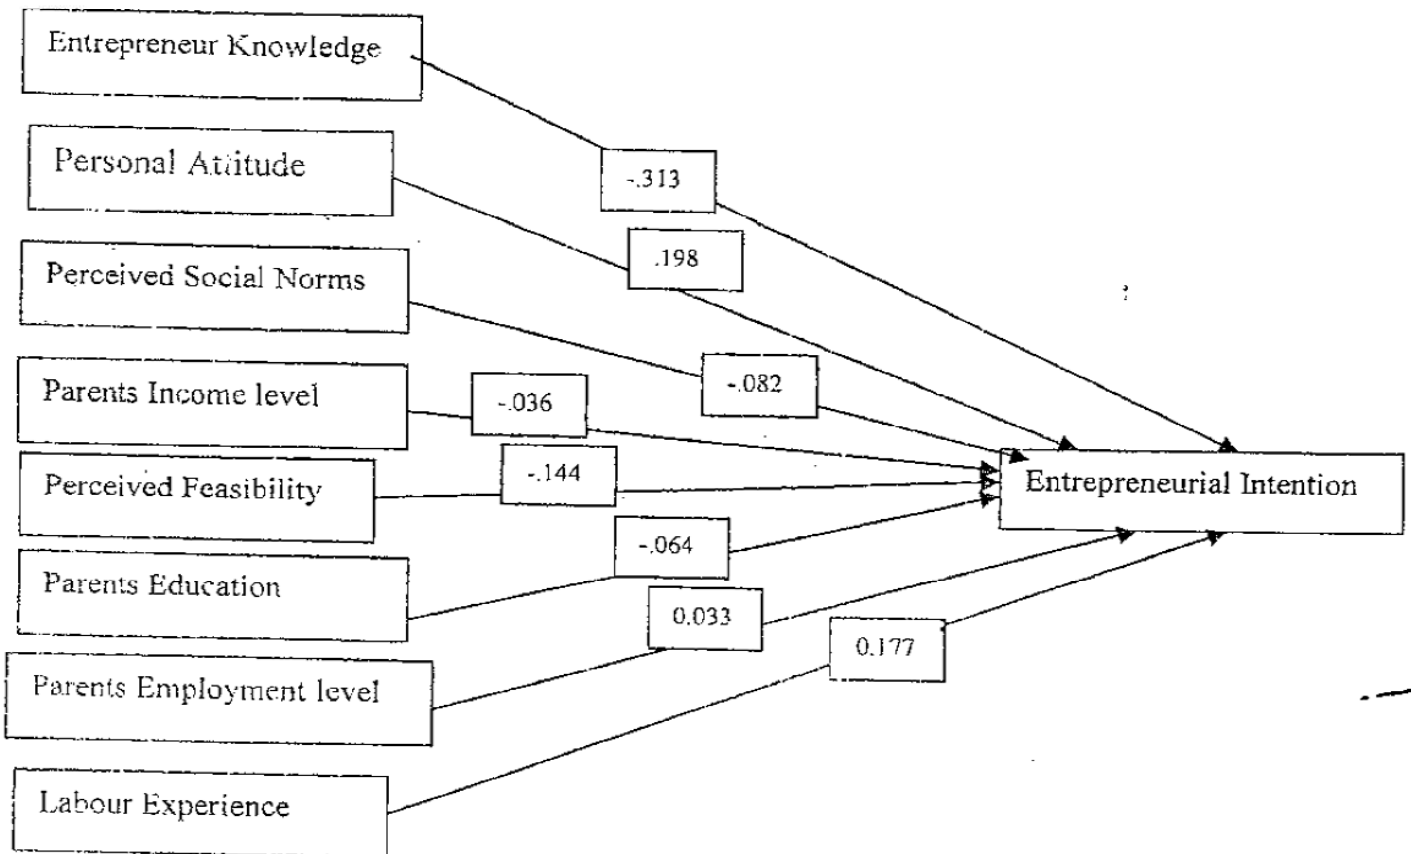 Entrepreneur Knowledge
-.313
Personal Attitude
.198
Perceived Social Norms
-.082
Parents Income level
-.036
Entrepreneurial Intention
Perceived Feasibility
-.144
-.064
Parents Education
0.033
0.177
Parents Employment level
Labour Experience